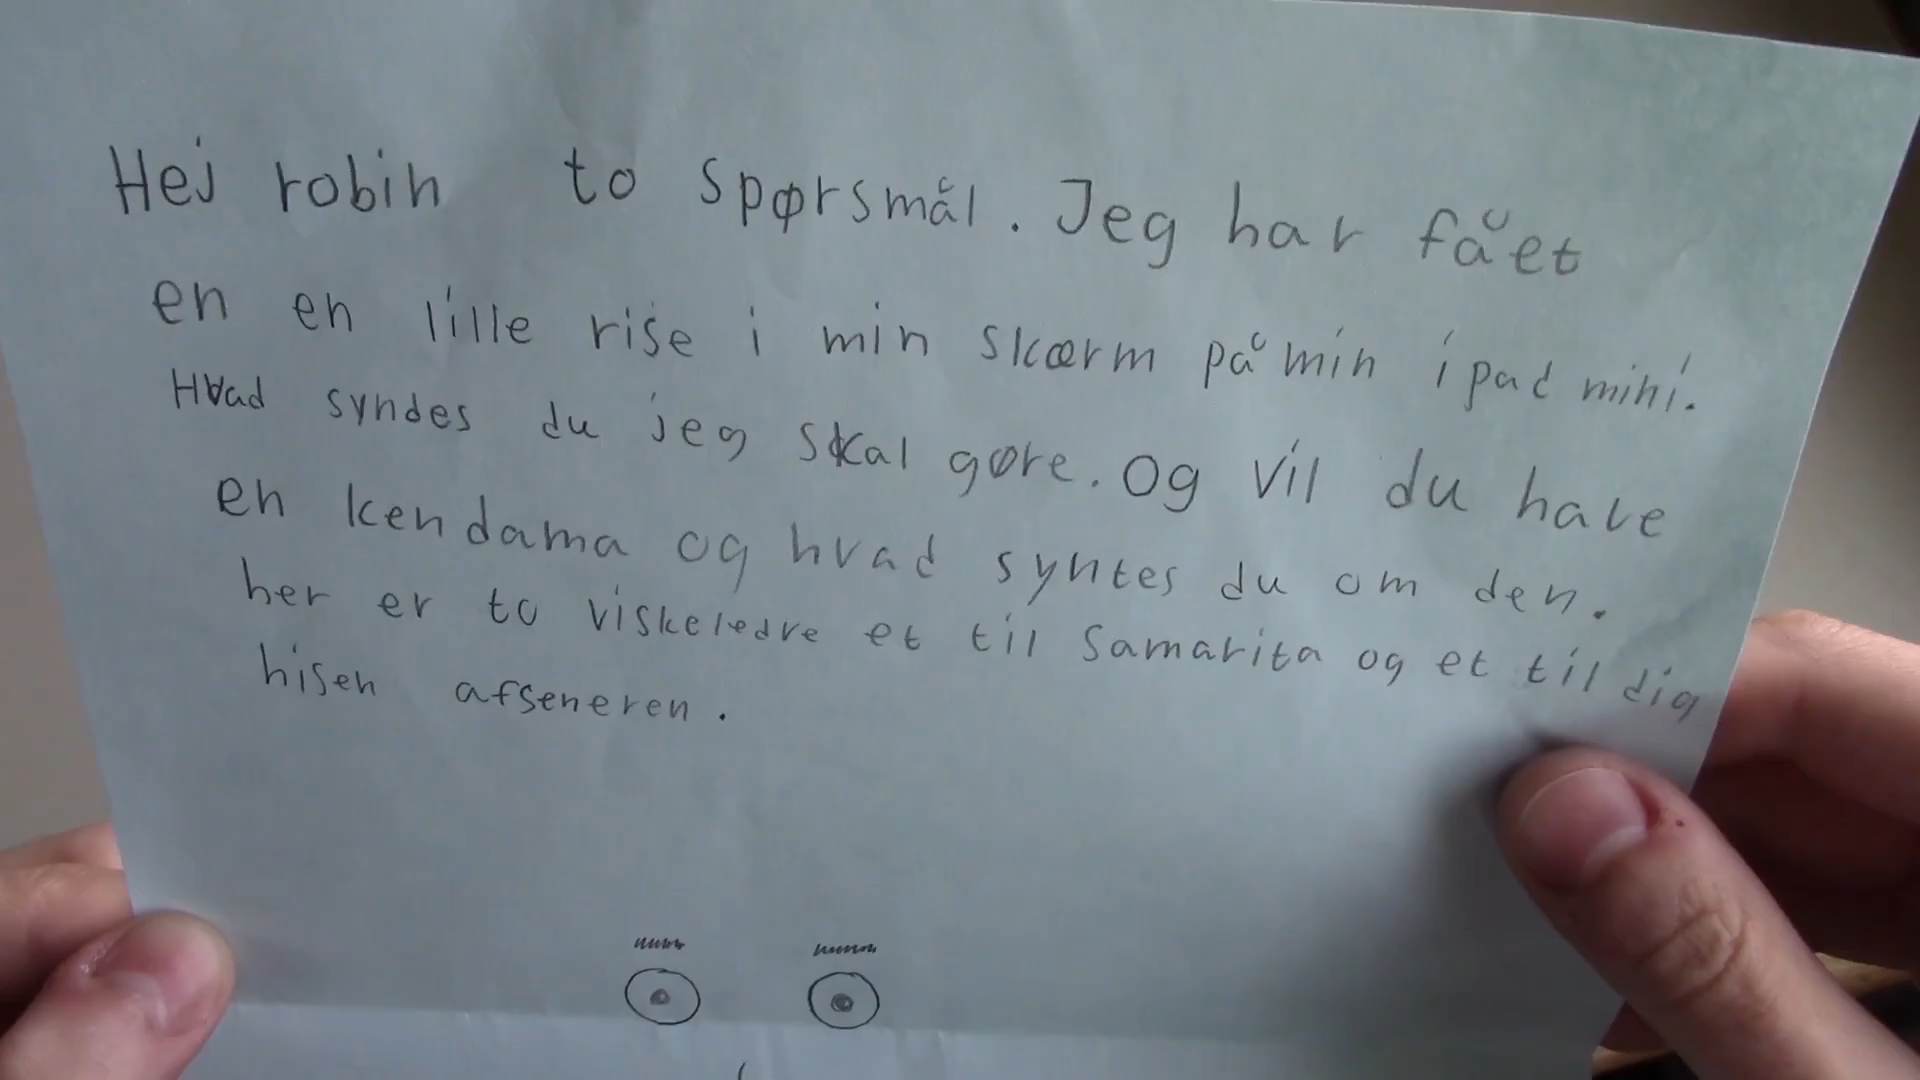 Hej robin to spørsmål. Jeg har fået
en en lille rise i min skærm på min ipad mini.
Hvad syndes du jeg skal gøre. Og vil du have
en kendama og hvad syntes du om den.
her er to viskeledre et til Samarita og et til dig
hisen afseneren.